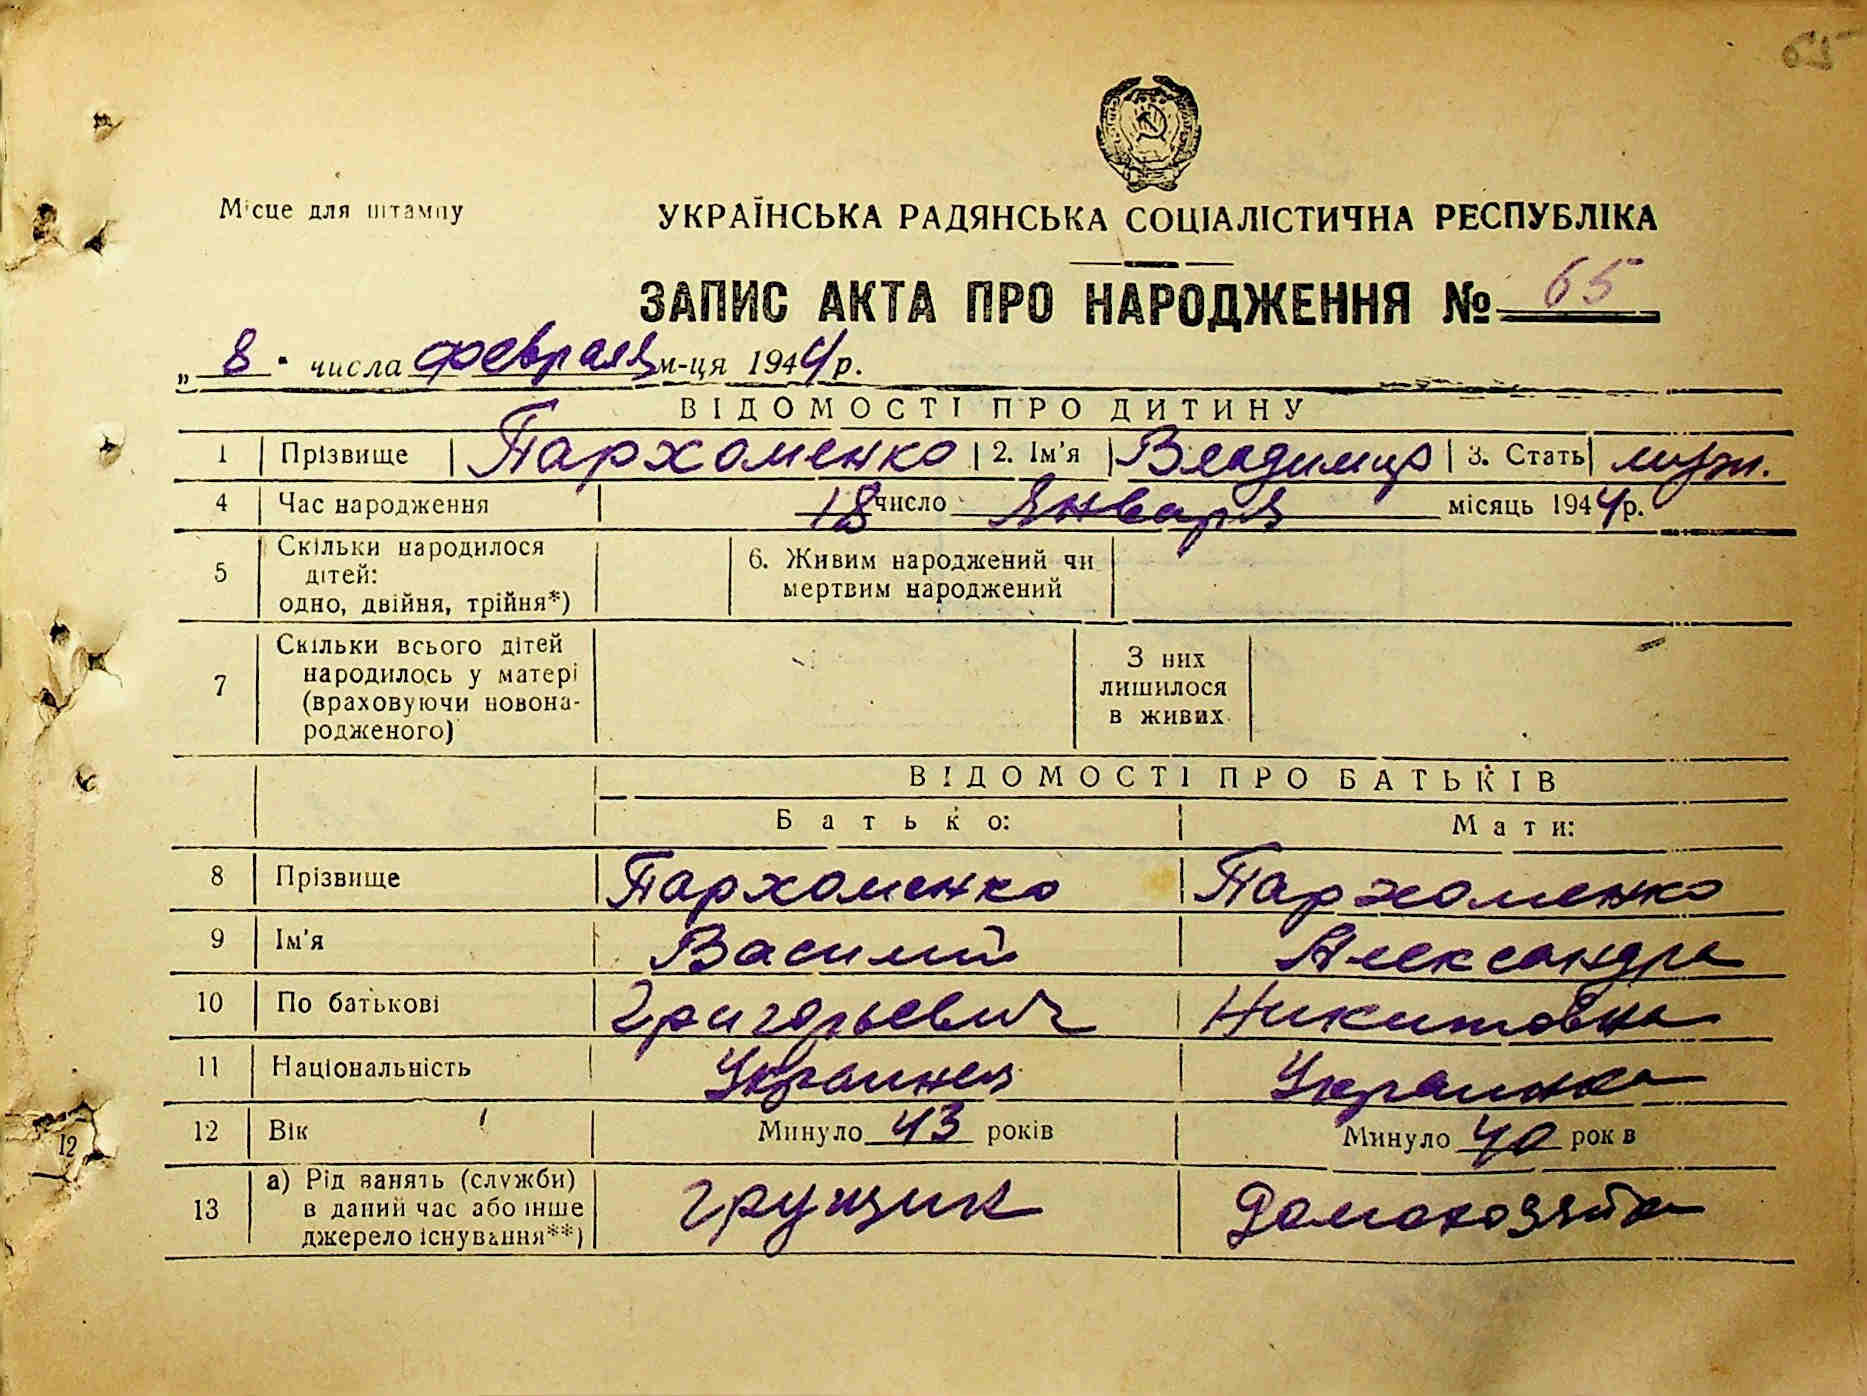 65
Місце для штампу
УКРАЇНСЬКА РАДЯНСЬКА СОЦІАЛІСТИЧНА РЕСПУБЛІКА
ЗАПИС АКТА ПРО НАРОДЖЕННЯ № 65
„ 8 " числа февраля м-ця 1944 р.
ВІДОМОСТІ ПРО ДИТИНУ
1 Прізвище Пархоменко 2. Ім'я Владимир 3. Стать муж.
4 Час народження 18 число Января місяць 1944 р.
5 Скільки народилося
дітей:
одно, двійня, трійня*)
6. Живим народжений чи
мертвим народжений
7 Скільки всього дітей
народилось у матері
(враховуючи новона-
родженого)
З них
лишилося
в живих
ВІДОМОСТІ ПРО БАТЬКІВ
Батько: Мати:
8 Прізвище Пархоменко Пархоменко
9 Ім'я Василий Александра
10 По батькові Григорьевич Никитовна
11 Національність Украинец Украинка
12 Вік Минуло 43 років Минуло 40 рок в
13 а) Рід занять (служби)
в даний час або інше
джерело існування**)
грузчик Домохозяйка
12